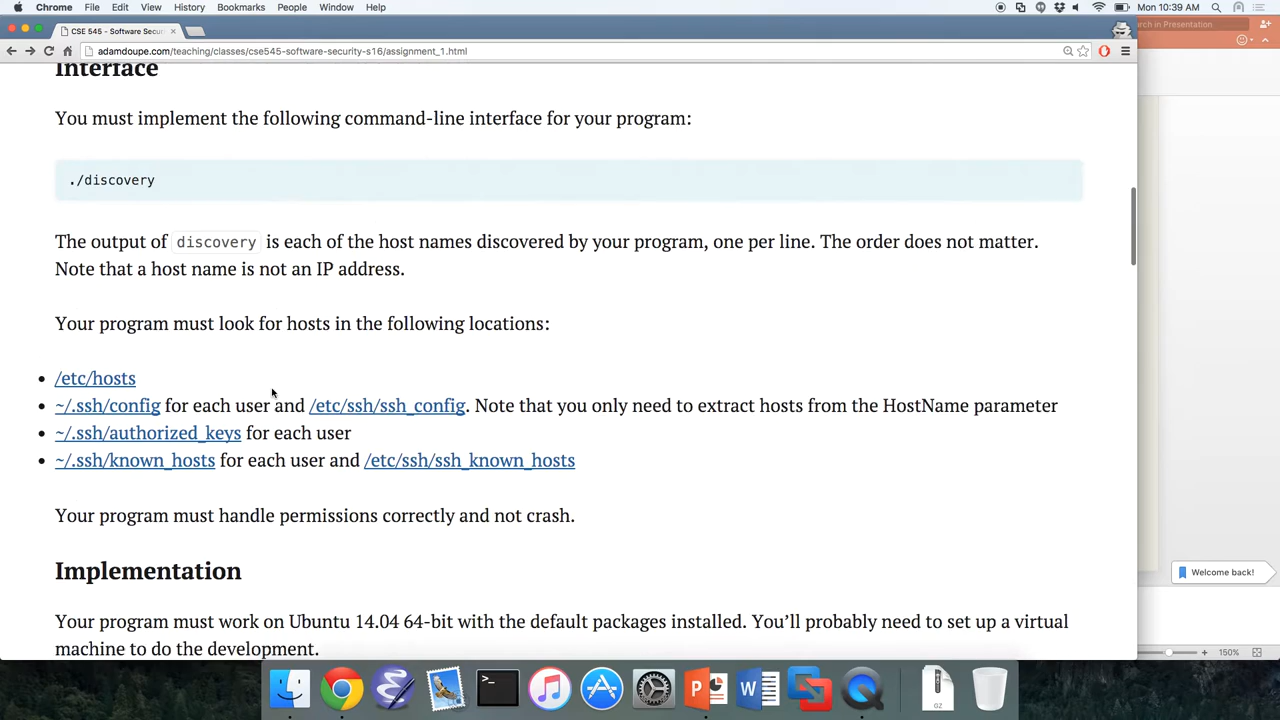 Chrome File Edit View History Bookmarks People Window Help Mon 10:39 AM
CSE 545 - Software Secu
rch in Presentation
adamdoupe.com/teaching/classes/cse545-software-security-s16/assignment_1.html
Interface
You must implement the following command-line interface for your program:
./discovery
The output of discovery is each of the host names discovered by your program, one per line. The order does not matter.
Note that a host name is not an IP address.
Your program must look for hosts in the following locations:
• /etc/hosts
• ~/.ssh/config for each user and /etc/ssh/ssh_config. Note that you only need to extract hosts from the HostName parameter
• ~/.ssh/authorized_keys for each user
• ~/.ssh/known_hosts for each user and /etc/ssh/ssh_known_hosts
Your program must handle permissions correctly and not crash.
Welcome back!
Implementation
Your program must work on Ubuntu 14.04 64-bit with the default packages installed. You’ll probably need to set up a virtual
machine to do the development.
150%